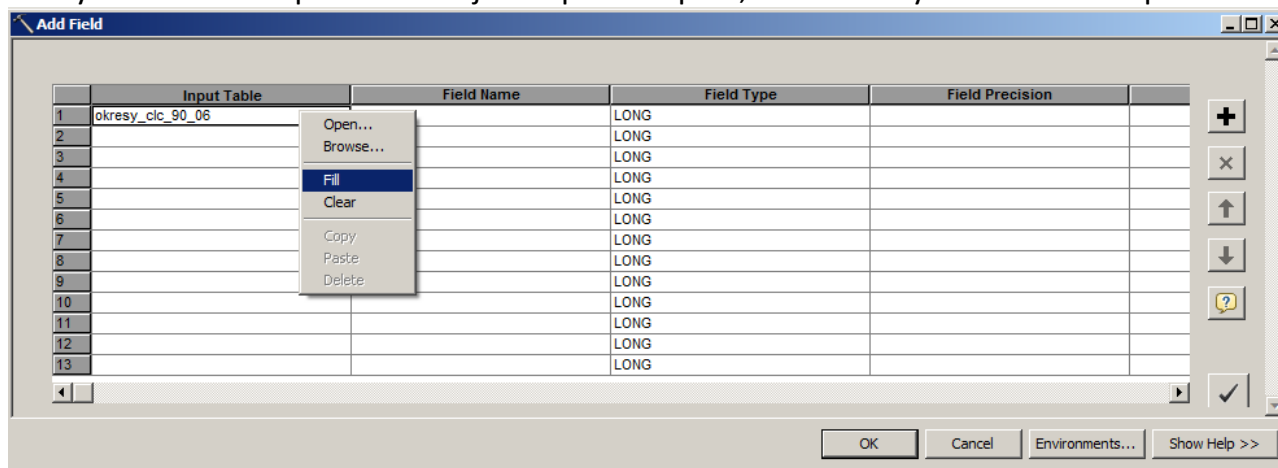 Add Field
Input Table Field Name Field Type Field Precision
1 okresy_clc_90_06 LONG
2 LONG
3 LONG
4 LONG
5 LONG
6 LONG
7 LONG
8 LONG
9 LONG
10 LONG
11 LONG
12 LONG
13 LONG
Open...
Browse...
Fill
Clear
Copy
Paste
Delete
OK Cancel Environments... Show Help >>